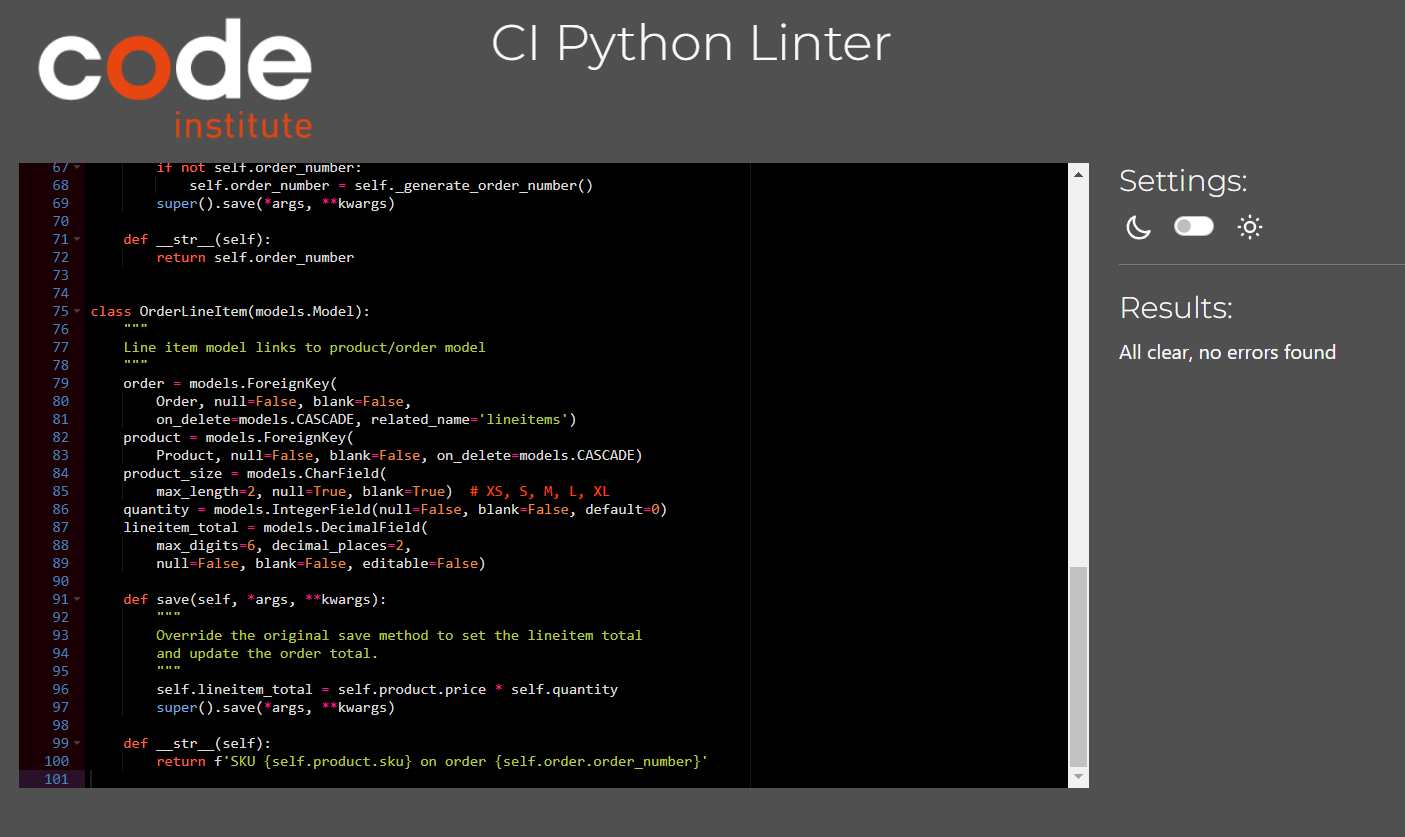 code
institute
CI Python Linter
67 if not self.order_number:
68 self.order_number = self._generate_order_number()
69 super().save(*args, **kwargs)
70
71 def __str__(self):
72 return self.order_number
73
74
75 class OrderLineItem(models.Model):
76 """
77 Line item model links to product/order model
78 """
79 order = models.ForeignKey(
80 Order, null=False, blank=False,
81 on_delete=models.CASCADE, related_name='lineitems')
82 product = models.ForeignKey(
83 Product, null=False, blank=False, on_delete=models.CASCADE)
84 product_size = models.CharField(
85 max_length=2, null=True, blank=True)  # XS, S, M, L, XL
86 quantity = models.IntegerField(null=False, blank=False, default=0)
87 lineitem_total = models.DecimalField(
88 max_digits=6, decimal_places=2,
89 null=False, blank=False, editable=False)
90
91 def save(self, *args, **kwargs):
92 """
93 Override the original save method to set the lineitem total
94 and update the order total.
95 """
96 self.lineitem_total = self.product.price * self.quantity
97 super().save(*args, **kwargs)
98
99 def __str__(self):
100 return f'SKU {self.product.sku} on order {self.order.order_number}'
101
Settings:
Results:
All clear, no errors found